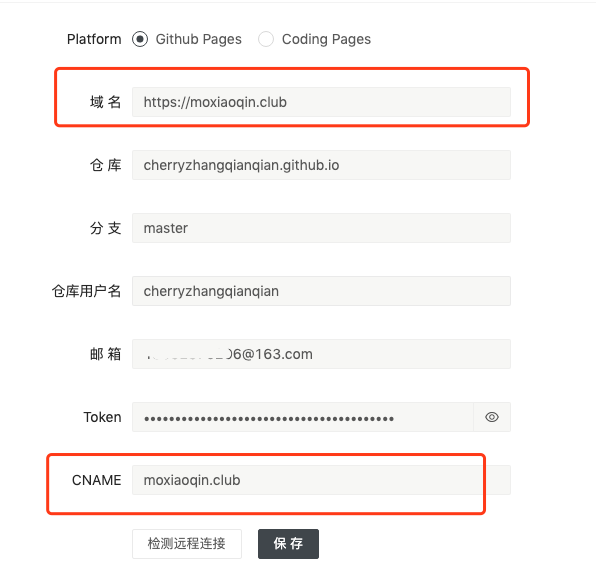 Platform Github Pages Coding Pages
域 名 https://moxiaoqin.club
仓 库 cherryzhangqianqian.github.io
分 支 master
仓库用户名 cherryzhangqianqian
邮 箱 06@163.com
Token ••••••••••••••••••••••••••••••••••••••••
CNAME moxiaoqin.club
检测远程连接 保 存